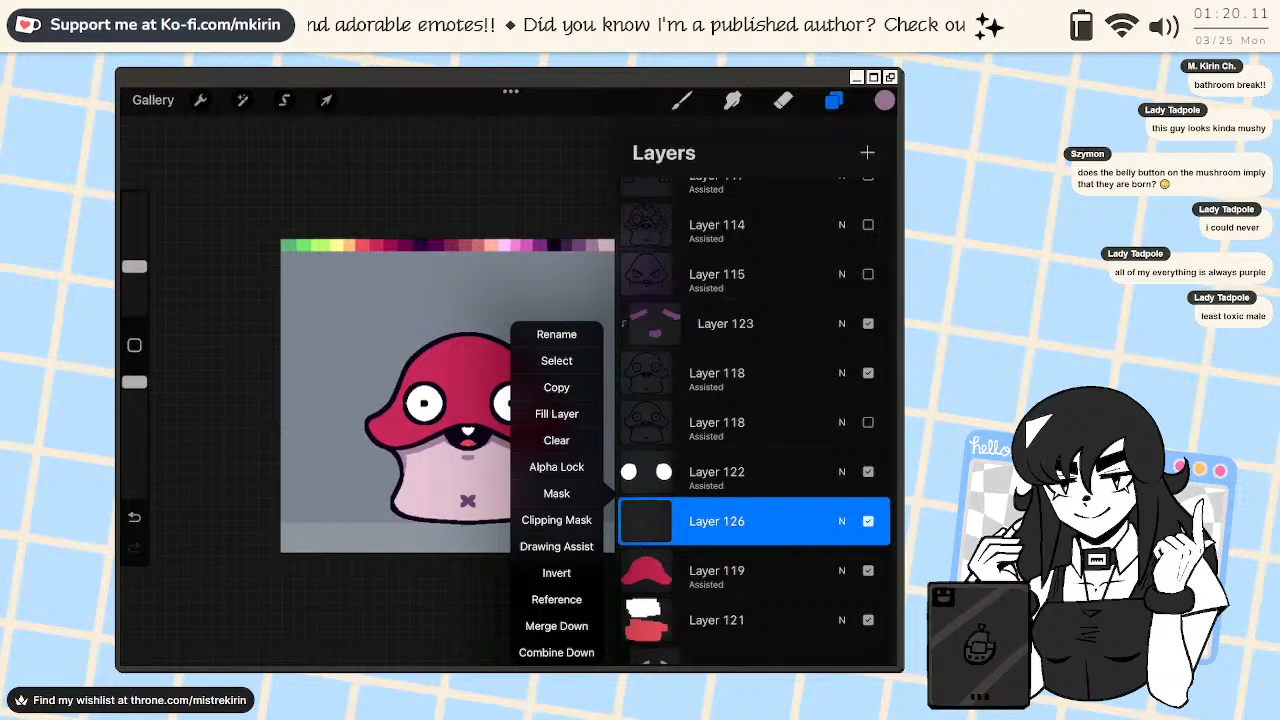 Support me at Ko-fi.com/mkirin
nd adorable emotes!! ◆ Did you know I'm a published author? Check ou
01:20.11
03/25 Mon
Gallery
Layers
Assisted
N
Layer 114
Assisted
N
Layer 115
Assisted
N
Layer 123
N
Layer 118
Assisted
N
Layer 118
Assisted
N
Layer 122
Assisted
N
Layer 126
N
Layer 119
Assisted
N
Layer 121
N
Rename
Select
Copy
Fill Layer
Clear
Alpha Lock
Mask
Clipping Mask
Drawing Assist
Invert
Reference
Merge Down
Combine Down
M. Kirin Ch.
bathroom break!!
Lady Tadpole
this guy looks kinda mushy
Szymon
does the belly button on the mushroom imply
that they are born? 😳
Lady Tadpole
i could never
Lady Tadpole
all of my everything is always purple
Lady Tadpole
least toxic male
hello
Find my wishlist at throne.com/mistrekirin